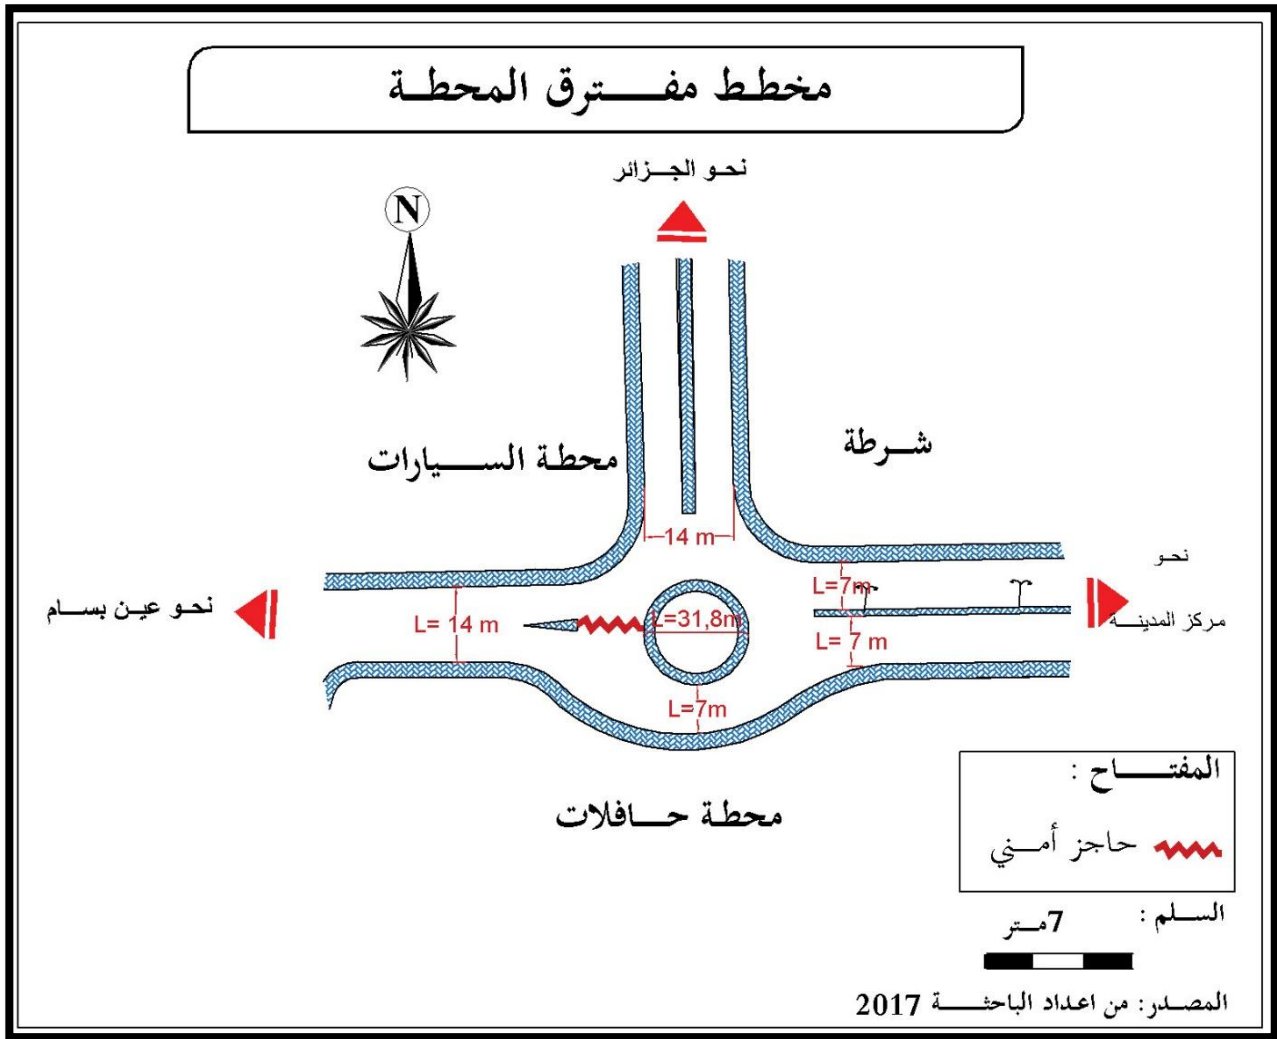 مخطط مفترق المحطة
نحو الجزائر
N
شرطة
محطة السيارات
14 m
نحو
مركز المدينة
L=7m
L= 7 m
L=31,8m
L= 14 m
نحو عين بسام
L=7m
محطة حافلات
المفتاح :
حاجز أمني
السلم :
7متر
المصدر: من اعداد الباحثة 2017